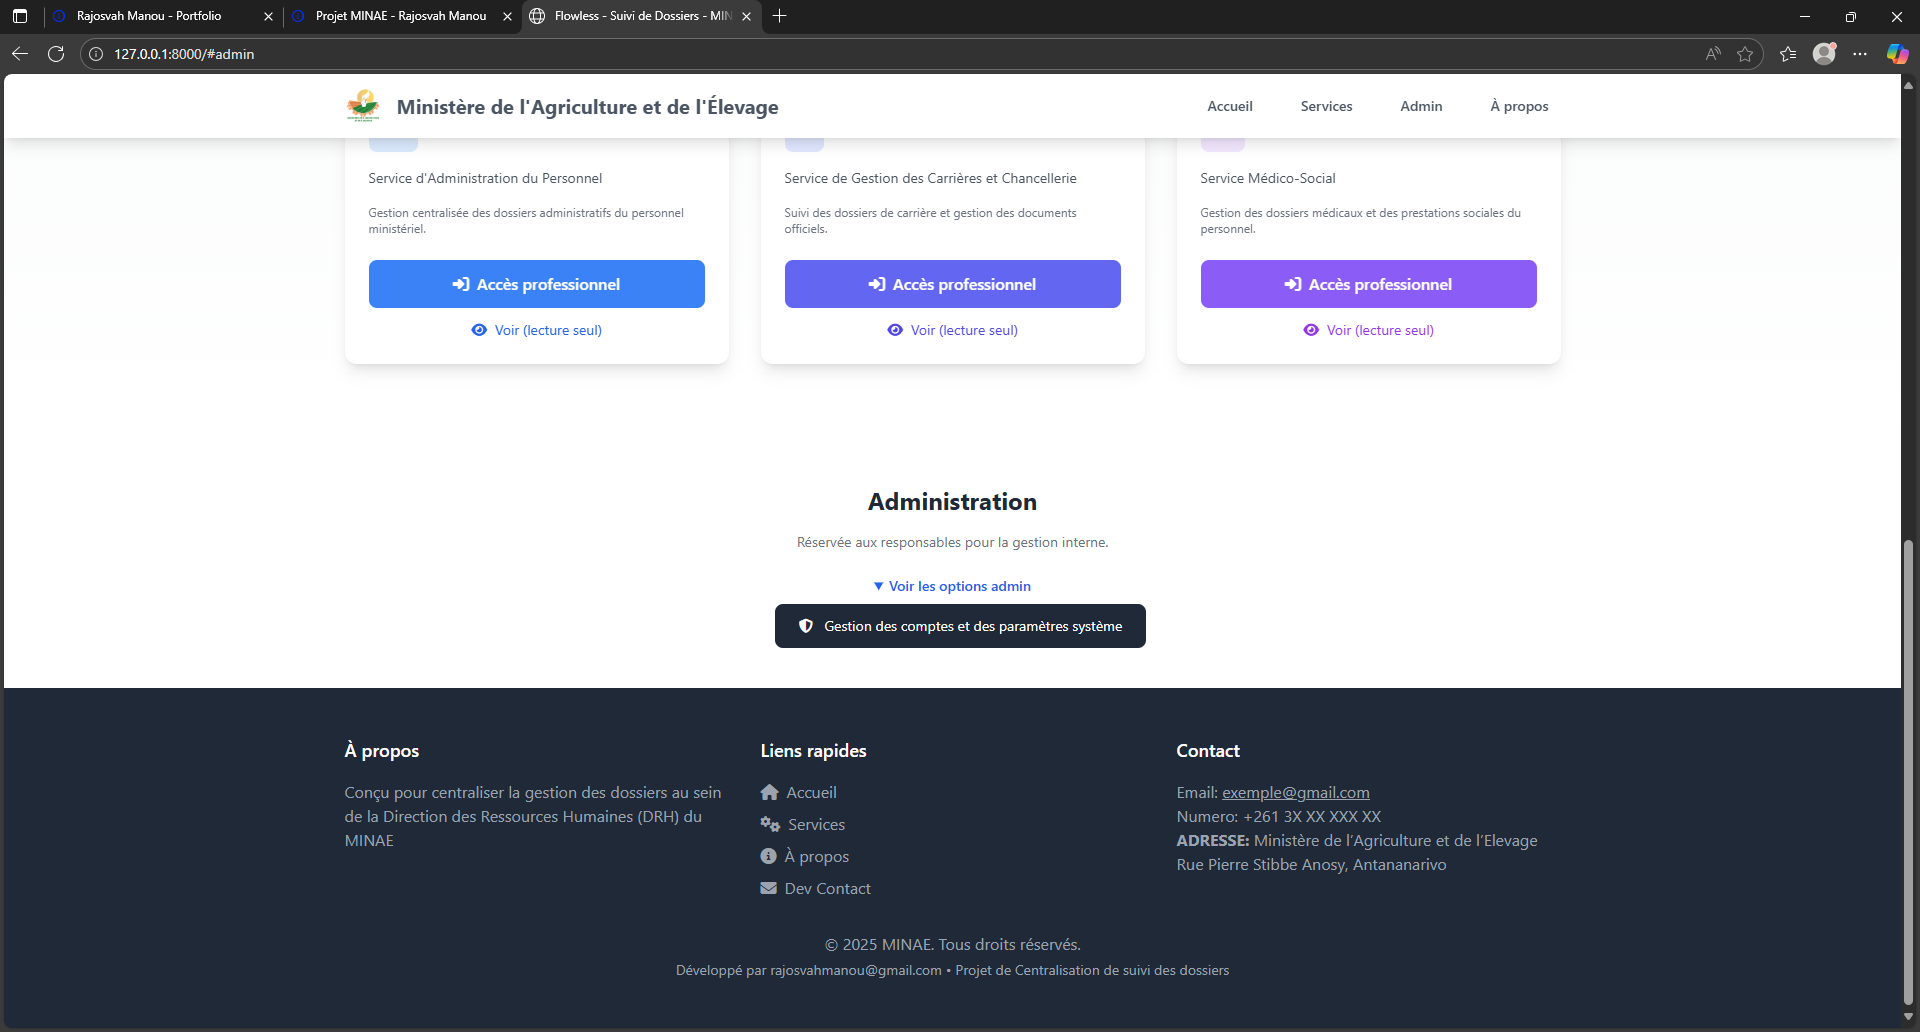 Rajosvah Manou - Portfolio
Projet MINAE - Rajosvah Manou
Flowless - Suivi de Dossiers - MIN
127.0.0.1:8000/#admin
Ministère de l'Agriculture et de l'Élevage
Accueil
Services
Admin
À propos
Service d'Administration du Personnel
Gestion centralisée des dossiers administratifs du personnel
ministériel.
Accès professionnel
Voir (lecture seul)
Service de Gestion des Carrières et Chancellerie
Suivi des dossiers de carrière et gestion des documents
officiels.
Accès professionnel
Voir (lecture seul)
Service Médico-Social
Gestion des dossiers médicaux et des prestations sociales du
personnel.
Accès professionnel
Voir (lecture seul)
Administration
Réservée aux responsables pour la gestion interne.
▼ Voir les options admin
Gestion des comptes et des paramètres système
À propos
Conçu pour centraliser la gestion des dossiers au sein
de la Direction des Ressources Humaines (DRH) du
MINAE
Liens rapides
Accueil
Services
À propos
Dev Contact
Contact
Email: exemple@gmail.com
Numero: +261 3X XX XXX XX
ADRESSE: Ministère de l’Agriculture et de l’Elevage
Rue Pierre Stibbe Anosy, Antananarivo
© 2025 MINAE. Tous droits réservés.
Développé par rajosvahmanou@gmail.com • Projet de Centralisation de suivi des dossiers